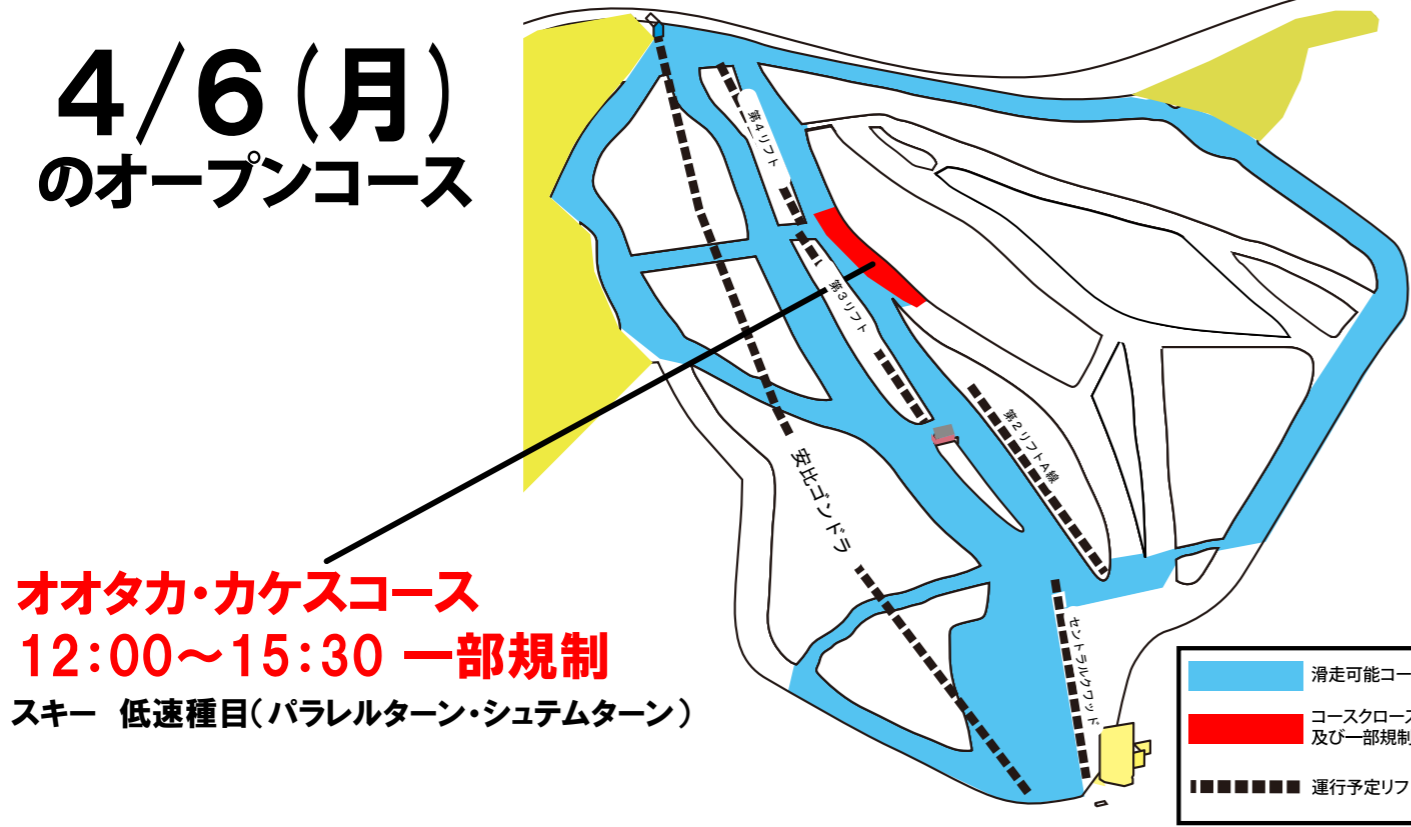 4/6(月)
のオープンコース
第4リフト
第3リフト
第2リフトA線
安比ゴンドラ
セントラルクワッド
オオタカ・カケスコース
12:00～15:30 一部規制
スキー 低速種目(パラレルターン・シュテムターン)
滑走可能コー
コースクローズ
及び一部規制
運行予定リフ